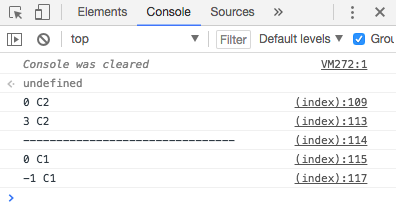 Elements Console Sources »
top ▼ Filter Default levels ▼ Grou
Console was cleared VM272:1
undefined
0 C2 (index):109
3 C2 (index):113
-------------------------------- (index):114
0 C1 (index):115
-1 C1 (index):117